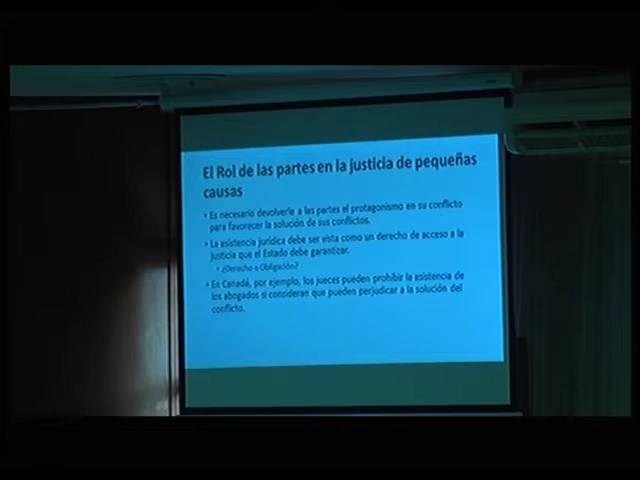 El Rol de las partes en la justicia de pequeñas
causas
• Es necesario devolverle a las partes el protagonismo en su conflicto
para favorecer la solución de sus conflictos.
• La asistencia jurídica debe ser vista como un derecho de acceso a la
justicia que el Estado debe garantizar.
• ¿Derecho o Obligación?
• En Canadá, por ejemplo, los jueces pueden prohibir la asistencia de
los abogados si consideran que pueden perjudicar a la solución del
conflicto.